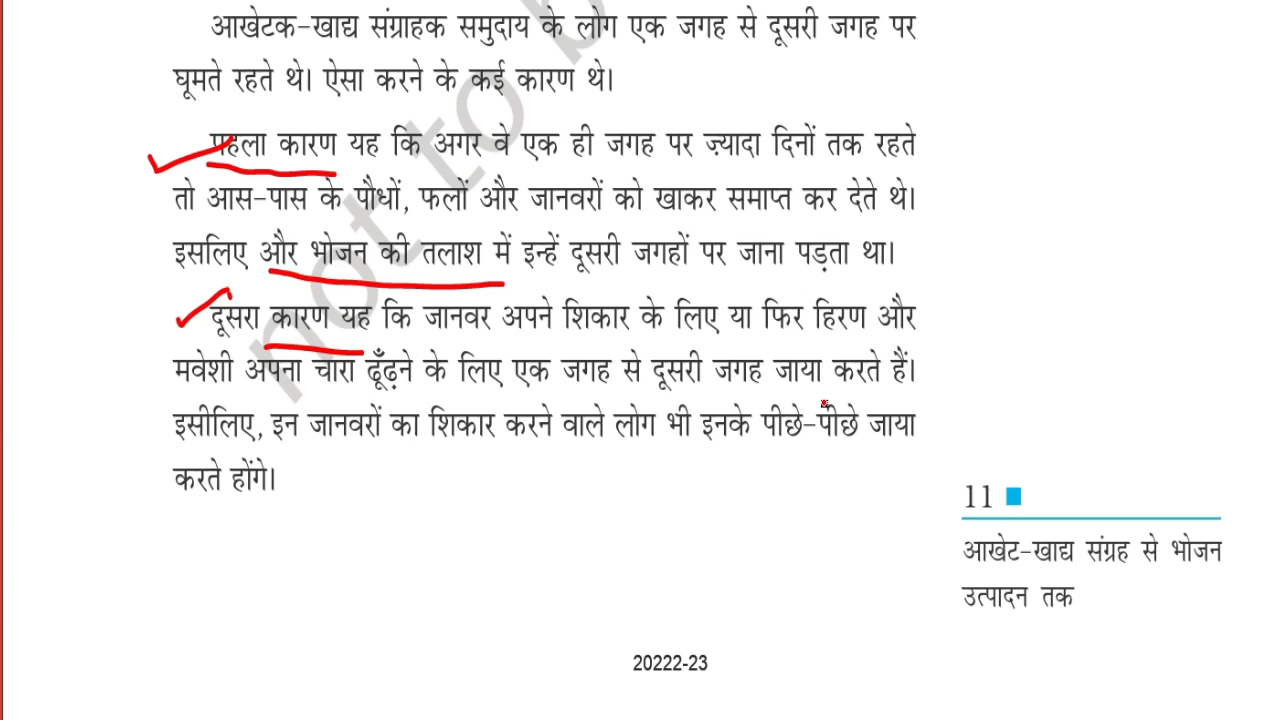 आखेटक-खाद्य संग्राहक समुदाय के लोग एक जगह से दूसरी जगह पर
घूमते रहते थे। ऐसा करने के कई कारण थे।
पहला कारण यह कि अगर वे एक ही जगह पर ज़्यादा दिनों तक रहते
तो आस-पास के पौधों, फलों और जानवरों को खाकर समाप्त कर देते थे।
इसलिए और भोजन की तलाश में इन्हें दूसरी जगहों पर जाना पड़ता था।
दूसरा कारण यह कि जानवर अपने शिकार के लिए या फिर हिरण और
मवेशी अपना चारा ढूँढ़ने के लिए एक जगह से दूसरी जगह जाया करते हैं।
इसीलिए, इन जानवरों का शिकार करने वाले लोग भी इनके पीछे-पीछे जाया
करते होंगे।
11
आखेट-खाद्य संग्रह से भोजन
उत्पादन तक
20222-23
not to b